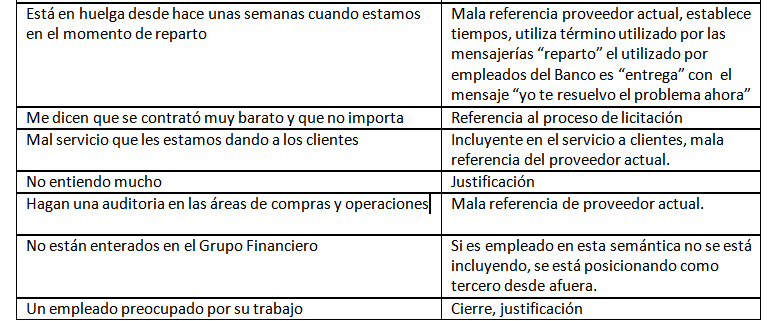 Está en huelga desde hace unas semanas cuando estamos
en el momento de reparto
Mala referencia proveedor actual, establece
tiempos, utiliza término utilizado por las
mensajerías “reparto” el utilizado por
empleados del Banco es “entrega” con el
mensaje “yo te resuelvo el problema ahora”
Me dicen que se contrató muy barato y que no importa
Referencia al proceso de licitación
Mal servicio que les estamos dando a los clientes
Incluyente en el servicio a clientes, mala
referencia del proveedor actual.
No entiendo mucho
Justificación
Hagan una auditoria en las áreas de compras y operaciones
Mala referencia de proveedor actual.
No están enterados en el Grupo Financiero
Si es empleado en esta semántica no se está
incluyendo, se está posicionando como
tercero desde afuera.
Un empleado preocupado por su trabajo
Cierre, justificación